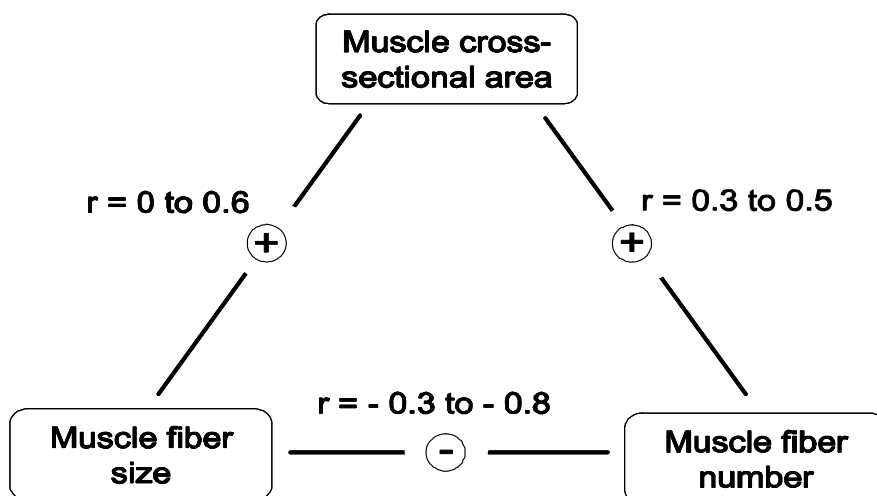 Muscle cross-
sectional area
r = 0 to 0.6
r = 0.3 to 0.5
+
+
r = - 0.3 to - 0.8
Muscle fiber
size
-
Muscle fiber
number